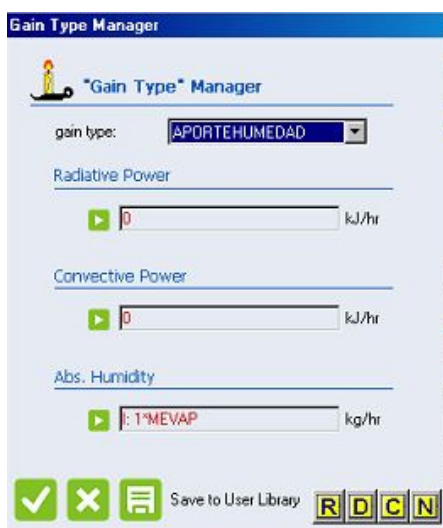 Gain Type Manager
"Gain Type" Manager
gain type: APORTEHUMEDAD
Radiative Power
0 kJ/hr
Convective Power
0 kJ/hr
Abs. Humidity
I: 1*MEVAP kg/hr
Save to User Library R D C N